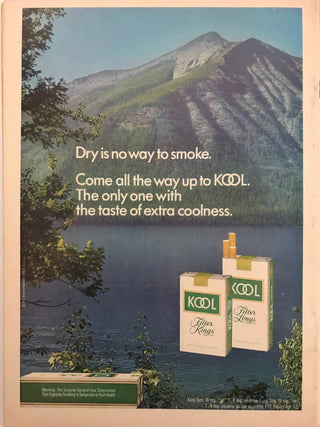 Dry is no way to smoke.
Come all the way up to KOOL.
The only one with
the taste of extra coolness.
KOOL
KOOL
Filter
Kings
Filter
Longs
Warning: The Surgeon General Has Determined
That Cigarette Smoking Is Dangerous to Your Health